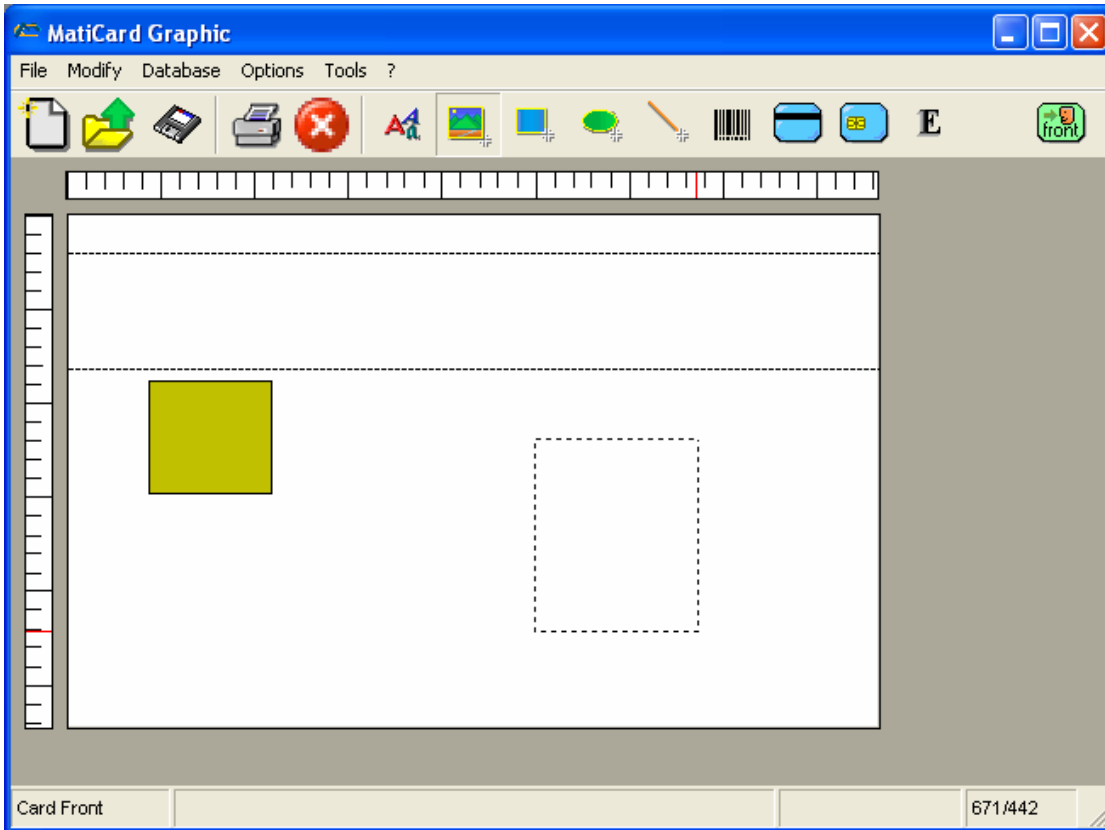 MatiCard Graphic
File Modify Database Options Tools ?
E
front
Card Front
671/442